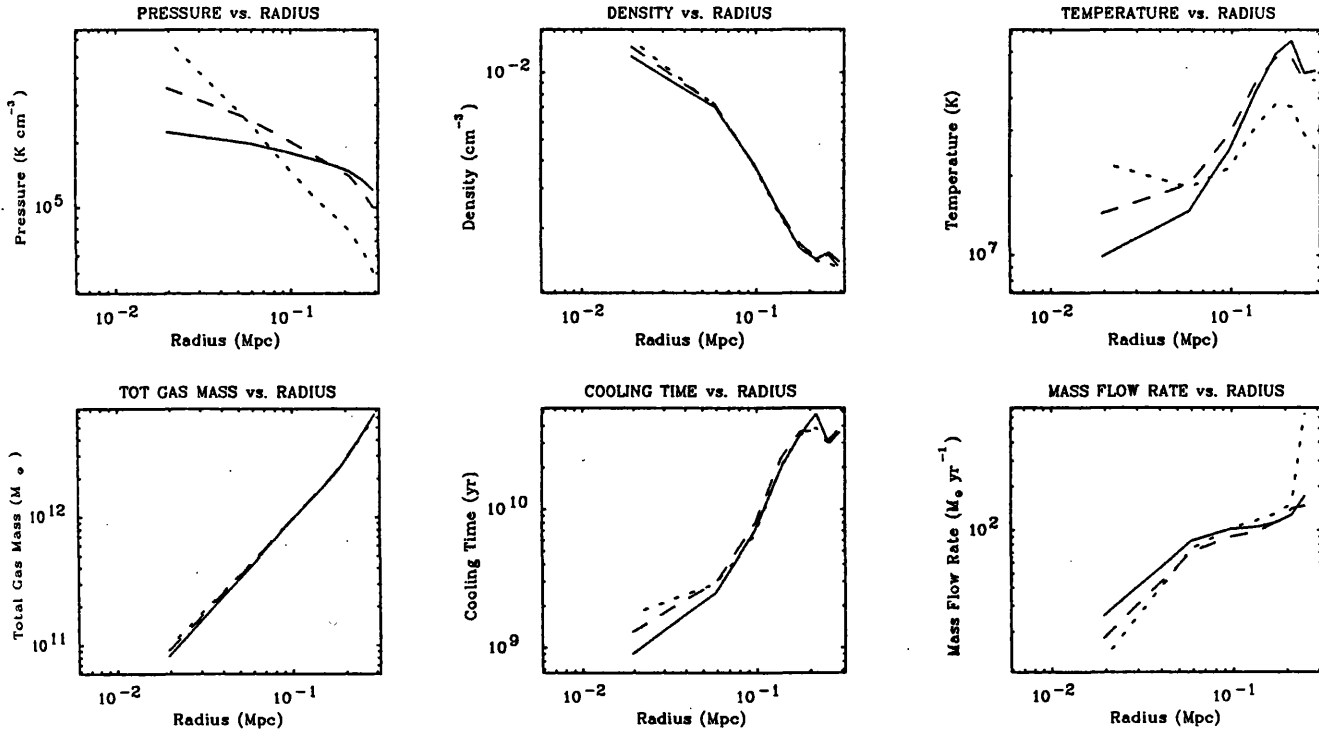 PRESSURE vs. RADIUS
Pressure (K cm⁻³)
10⁵
10⁻²
10⁻¹
Radius (Mpc)
DENSITY vs. RADIUS
Density (cm⁻³)
10⁻²
10⁻²
10⁻¹
Radius (Mpc)
TEMPERATURE vs. RADIUS
Temperature (K)
10⁷
10⁻²
10⁻¹
Radius (Mpc)
TOT GAS MASS vs. RADIUS
Total Gas Mass (M⊙)
10¹²
10¹¹
10⁻²
10⁻¹
Radius (Mpc)
COOLING TIME vs. RADIUS
Cooling Time (yr)
10¹⁰
10⁹
10⁻²
10⁻¹
Radius (Mpc)
MASS FLOW RATE vs. RADIUS
Mass Flow Rate (M⊙ yr⁻¹)
10²
10⁻²
10⁻¹
Radius (Mpc)